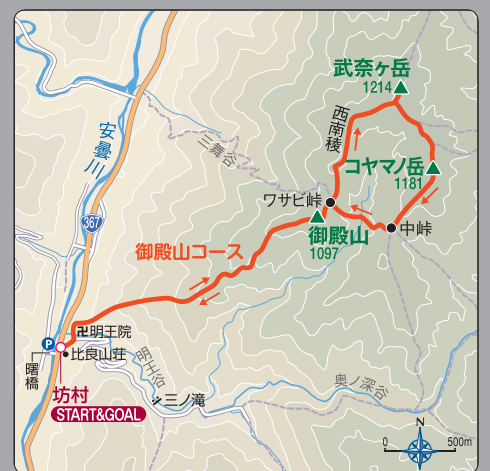 武奈ヶ岳
1214
西南稜
コヤマノ岳
1181
安曇川
三舞谷
ワサビ峠
367
御殿山
1097
中峠
御殿山コース
卍明王院
P
比良山荘
曙橋
明王谷
三ノ滝
奥ノ深谷
坊村
START&GOAL
N
0 500m